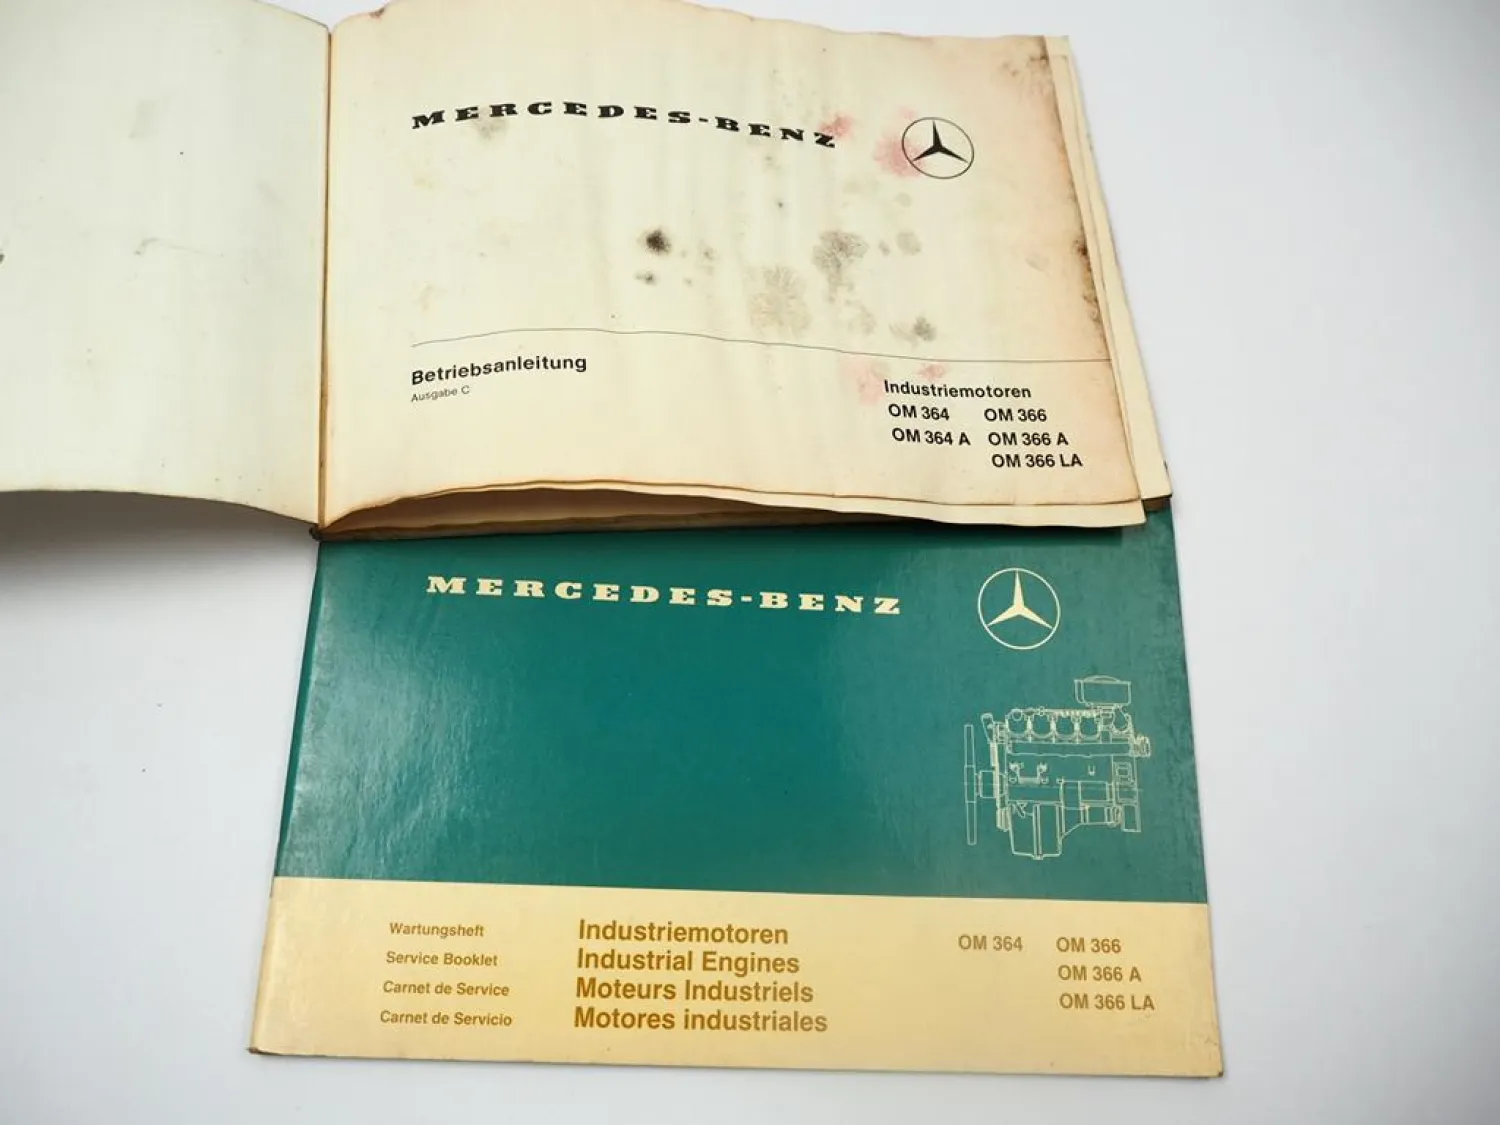 MERCEDES-BENZ
Betriebsanleitung
Ausgabe C
Industriemotoren
OM 364 OM 366
OM 364 A OM 366 A
OM 366 LA
MERCEDES-BENZ
Wartungsheft
Service Booklet
Carnet de Service
Carnet de Servicio
Industriemotoren
Industrial Engines
Moteurs Industriels
Motores industriales
OM 364 OM 366
OM 366 A
OM 366 LA